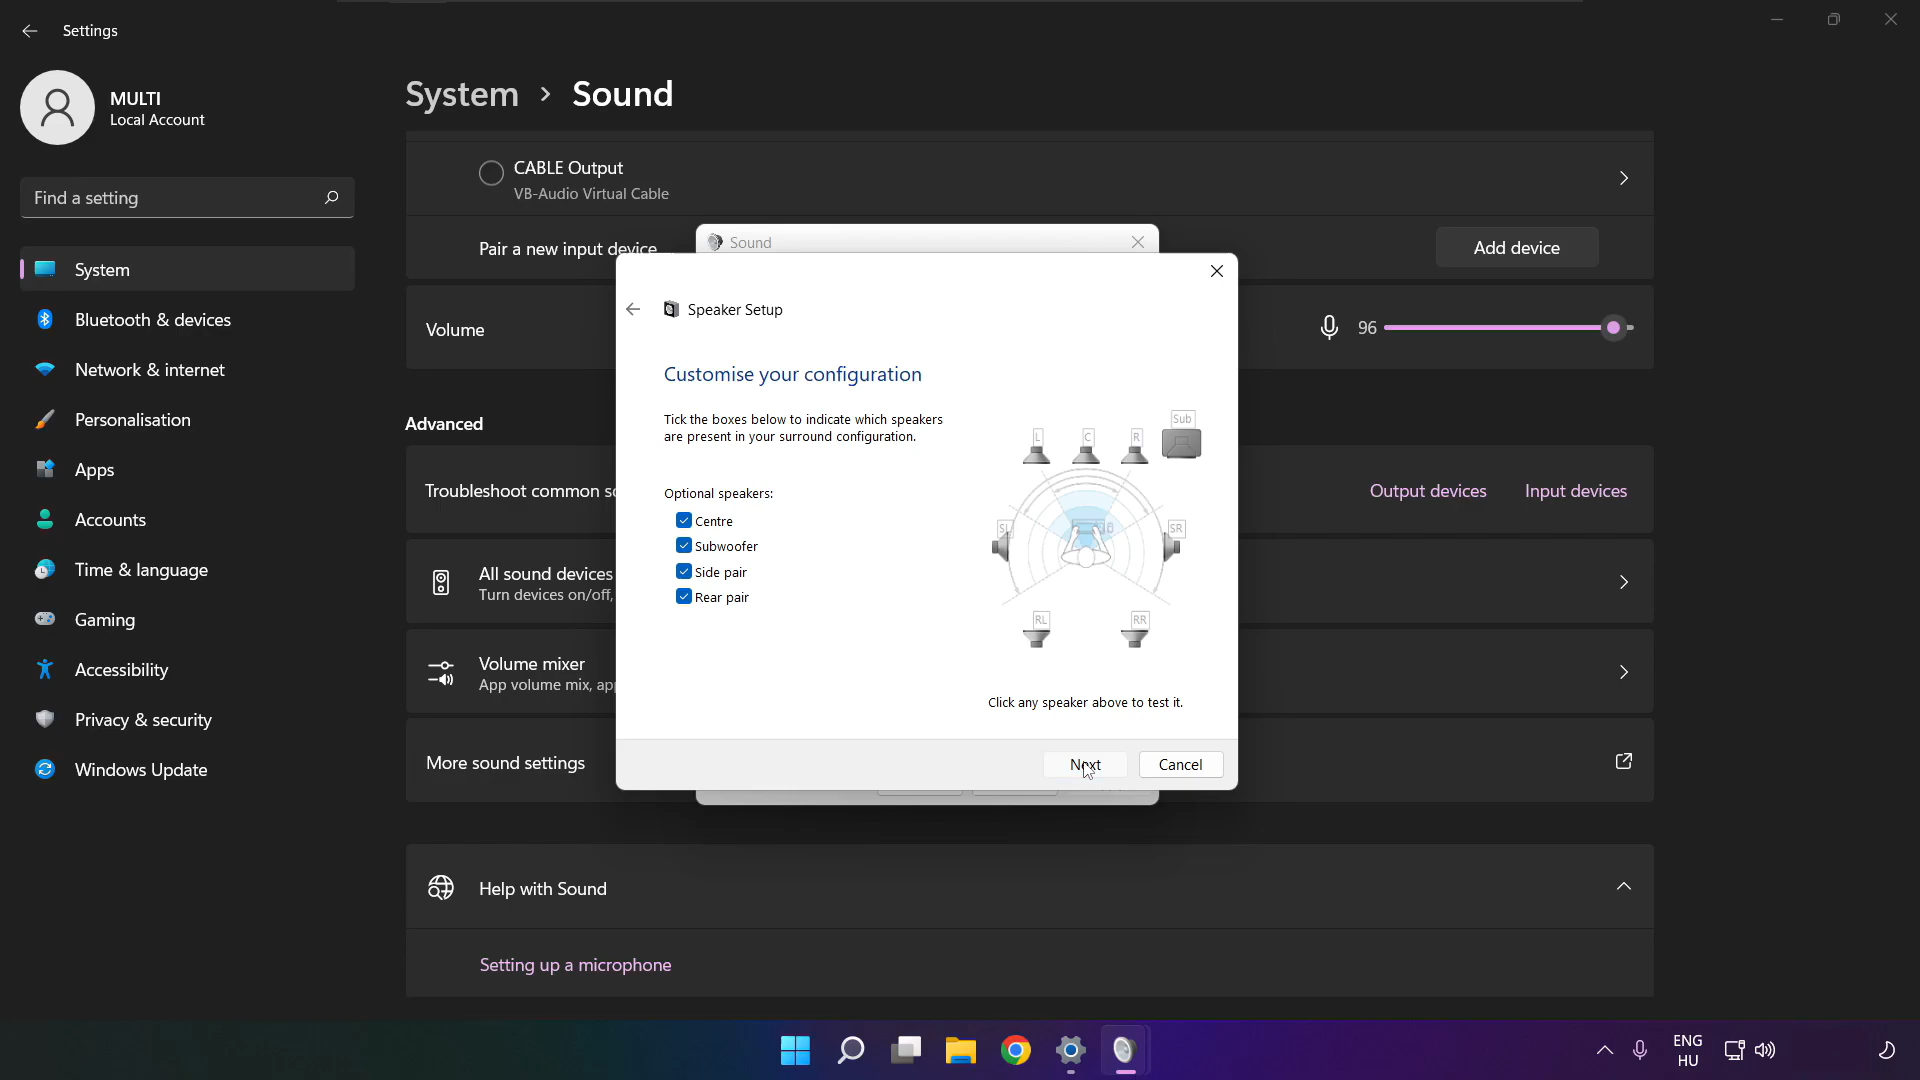 Settings
MULTI
Local Account
Find a setting
System
Bluetooth & devices
Network & internet
Personalisation
Apps
Accounts
Time & language
Gaming
Accessibility
Privacy & security
Windows Update
System › Sound
CABLE Output
VB-Audio Virtual Cable
Pair a new input device
Add device
Volume
96
Advanced
Troubleshoot common
Output devices
Input devices
All sound devices
Turn devices on/off,
Volume mixer
App volume mix,
More sound settings
Help with Sound
Setting up a microphone
Sound
Speaker Setup
Customise your configuration
Tick the boxes below to indicate which speakers
are present in your surround configuration.
Optional speakers:
Centre
Subwoofer
Side pair
Rear pair
L
C
R
Sub
SL
SR
RL
RR
Click any speaker above to test it.
Next
Cancel
ENG
HU